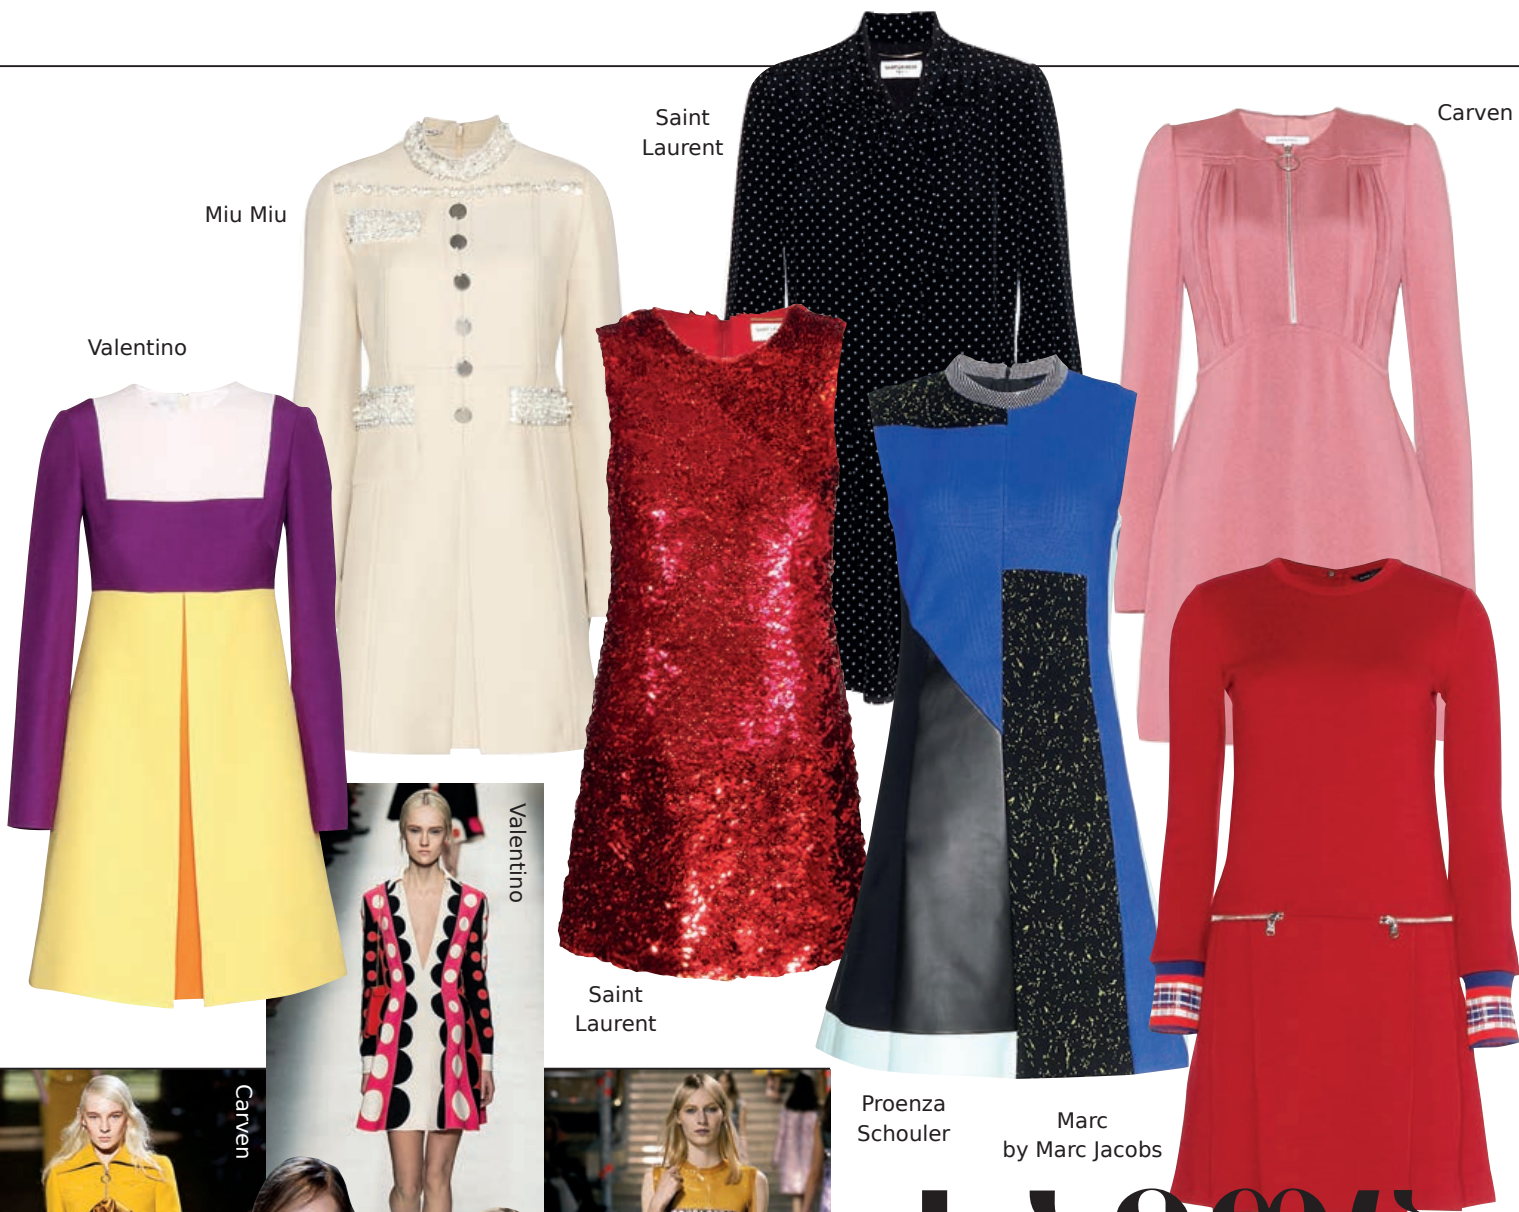 Saint
Laurent
Carven
Miu Miu
Valentino
Valentino
Saint
Laurent
Carven
Proenza
Schouler
Marc
by Marc Jacobs